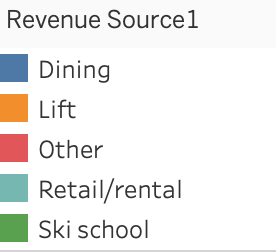 Revenue Source1
Dining
Lift
Other
Retail/rental
Ski school